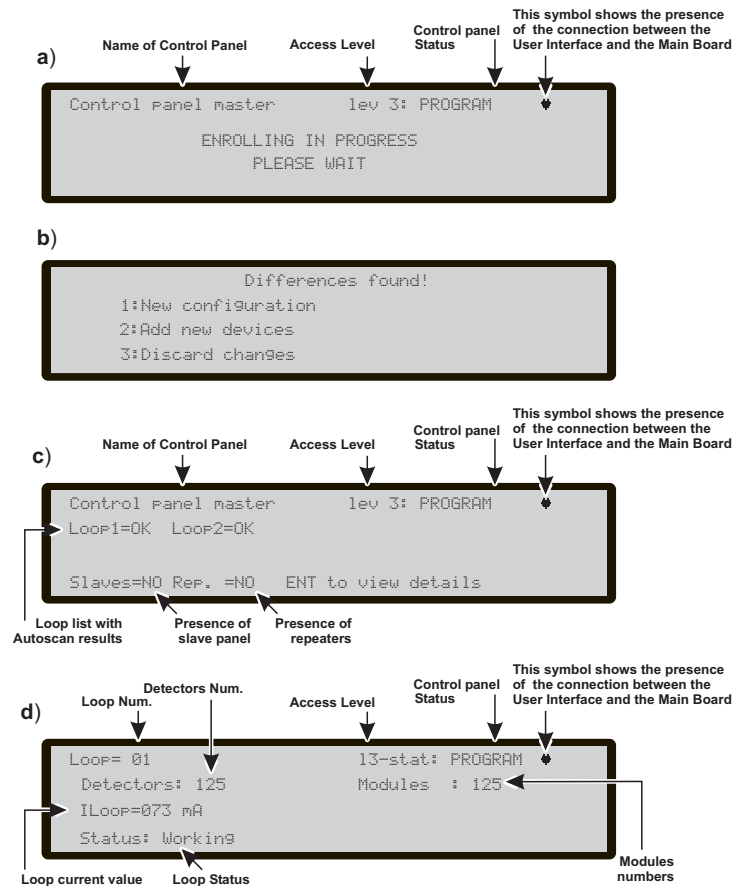 a)
Name of Control Panel
Access Level
Control panel
Status
This symbol shows the presence
of the connection between the
User Interface and the Main Board
Control panel master lev 3: PROGRAM
ENROLLING IN PROGRESS
PLEASE WAIT
b)
Differences found!
1:New configuration
2:Add new devices
3:Discard changes
c)
Name of Control Panel
Access Level
Control panel
Status
This symbol shows the presence
of the connection between the
User Interface and the Main Board
Control panel master lev 3: PROGRAM
Loop1=OK Loop2=OK
Slaves=NO Rep. =NO ENT to view details
Loop list with
Autoscan results
Presence of
slave panel
Presence of
repeaters
d)
Loop Num.
Detectors Num.
Access Level
Control panel
Status
This symbol shows the presence
of the connection between the
User Interface and the Main Board
Loop= 01 l3-stat: PROGRAM
Detectors: 125 Modules : 125
ILoop=073 mA
Status: Working
Loop current value
Loop Status
Modules
numbers